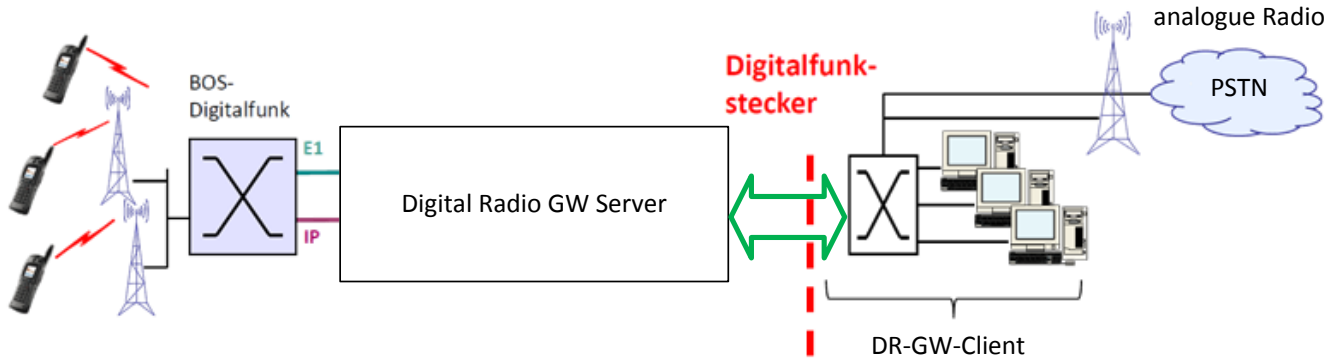 analogue Radio
BOS-
Digitalfunk
Digitalfunk-
stecker
PSTN
E1
Digital Radio GW Server
IP
DR-GW-Client